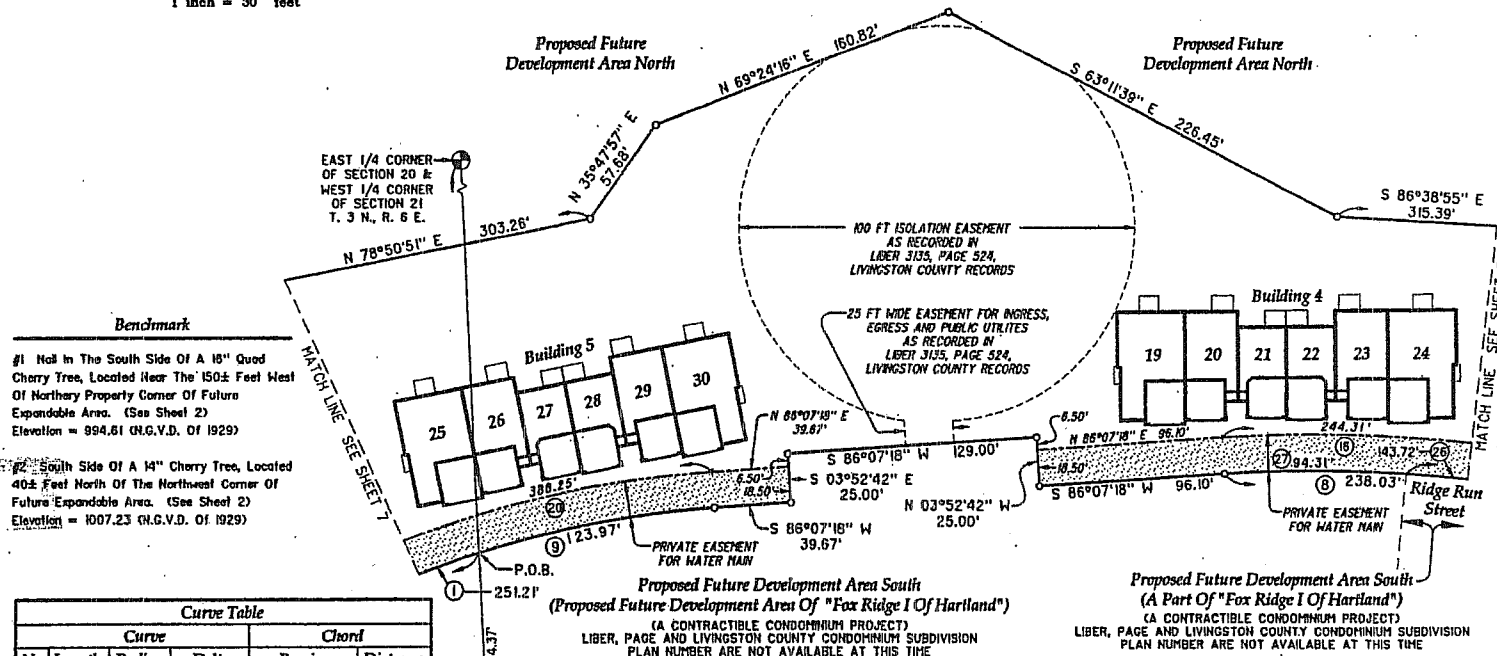 1 inch = 30 feet
Proposed Future
Development Area North
Proposed Future
Development Area North
N 69°24'16" E
160.82'
S 63°11'39" E
226.45'
EAST 1/4 CORNER
OF SECTION 20 &
WEST 1/4 CORNER
OF SECTION 21
T. 3 N., R. 6 E.
N 35°47'57" E
57.68'
S 86°38'55" E
315.39'
N 78°50'51" E
303.26'
100 FT ISOLATION EASEMENT
AS RECORDED IN
LIBER 3135, PAGE 524,
LIVINGSTON COUNTY RECORDS
25 FT WIDE EASEMENT FOR INGRESS,
EGRESS AND PUBLIC UTILITES
AS RECORDED IN
LIBER 3135, PAGE 524,
LIVINGSTON COUNTY RECORDS
Benchmark
#1 Nail In The South Side Of A 16" Quad
Cherry Tree, Located Near The 150± Feet West
Of Northery Property Corner Of Future
Expandable Area. (See Sheet 2)
Elevation = 994.61 (N.G.V.D. Of 1929)
#2 South Side Of A 14" Cherry Tree, Located
40± Feet North Of The Northwest Corner Of
Future Expandable Area. (See Sheet 2)
Elevation = 1007.23 (N.G.V.D. Of 1929)
MATCH LINE SEE SHEET 7
Building 5
25 26 27 28 29 30
Building 4
19 20 21 22 23 24
MATCH LINE SEE
N 86°07'18" E
39.67'
6.50'
18.50'
S 86°07'18" W 129.00'
S 03°52'42" E
25.00'
S 86°07'18" W
39.67'
6.50'
18.50'
N 03°52'42" W
25.00'
N 86°07'18" E 96.10'
244.31'
S 86°07'18" W 96.10'
94.31'
143.72'
238.03'
18
27
26
8
Ridge Run
Street
388.25'
20
9
123.97'
PRIVATE EASEMENT
FOR WATER MAIN
PRIVATE EASEMENT
FOR WATER MAIN
P.O.B.
1
251.21'
4.37'
Proposed Future Development Area South
(Proposed Future Development Area Of "Fox Ridge I Of Hartland")
(A CONTRACTIBLE CONDOMINIUM PROJECT)
LIBER, PAGE AND LIVINGSTON COUNTY CONDOMINIUM SUBDIVISION
PLAN NUMBER ARE NOT AVAILABLE AT THIS TIME
Proposed Future Development Area South
(A Part Of "Fox Ridge I Of Hartland")
(A CONTRACTIBLE CONDOMINIUM PROJECT)
LIBER, PAGE AND LIVINGSTON COUNTY CONDOMINIUM SUBDIVISION
PLAN NUMBER ARE NOT AVAILABLE AT THIS TIME
Curve Table
Curve
Chord